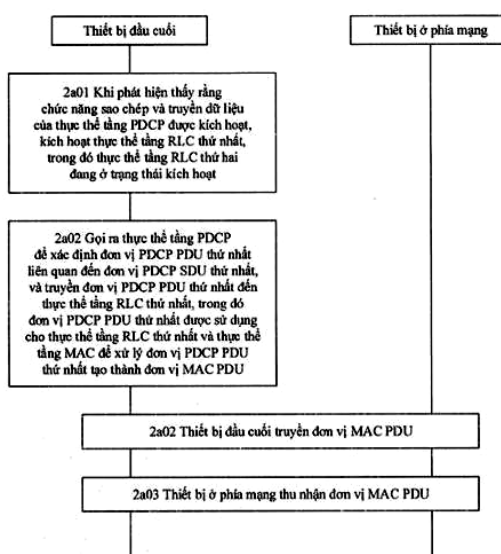 Thiết bị đầu cuối
Thiết bị ở phía mạng
2a01 Khi phát hiện thấy rằng
chức năng sao chép và truyền dữ liệu
của thực thể tầng PDCP được kích hoạt,
kích hoạt thực thể tầng RLC thứ nhất,
trong đó thực thể tầng RLC thứ hai
đang ở trạng thái kích hoạt
2a02 Gọi ra thực thể tầng PDCP
để xác định đơn vị PDCP PDU thứ nhất
liên quan đến đơn vị PDCP SDU thứ nhất,
và truyền đơn vị PDCP PDU thứ nhất đến
thực thể tầng RLC thứ nhất, trong đó
đơn vị PDCP PDU thứ nhất được sử dụng
cho thực thể tầng RLC thứ nhất và thực thể
tầng MAC để xử lý đơn vị PDCP PDU
thứ nhất tạo thành đơn vị MAC PDU
2a02 Thiết bị đầu cuối truyền đơn vị MAC PDU
2a03 Thiết bị ở phía mạng thu nhận đơn vị MAC PDU